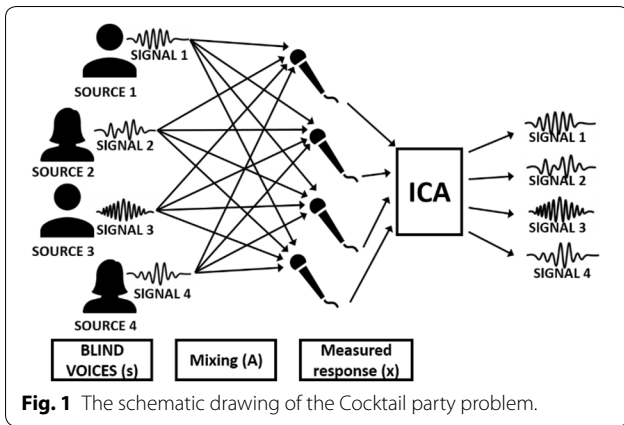 SIGNAL 1
SOURCE 1
SIGNAL 2
SOURCE 2
SIGNAL 3
SOURCE 3
SIGNAL 4
SOURCE 4
ICA
SIGNAL 1
SIGNAL 2
SIGNAL 3
SIGNAL 4
BLIND
VOICES (s)
Mixing (A)
Measured
response (x)
Fig. 1 The schematic drawing of the Cocktail party problem.